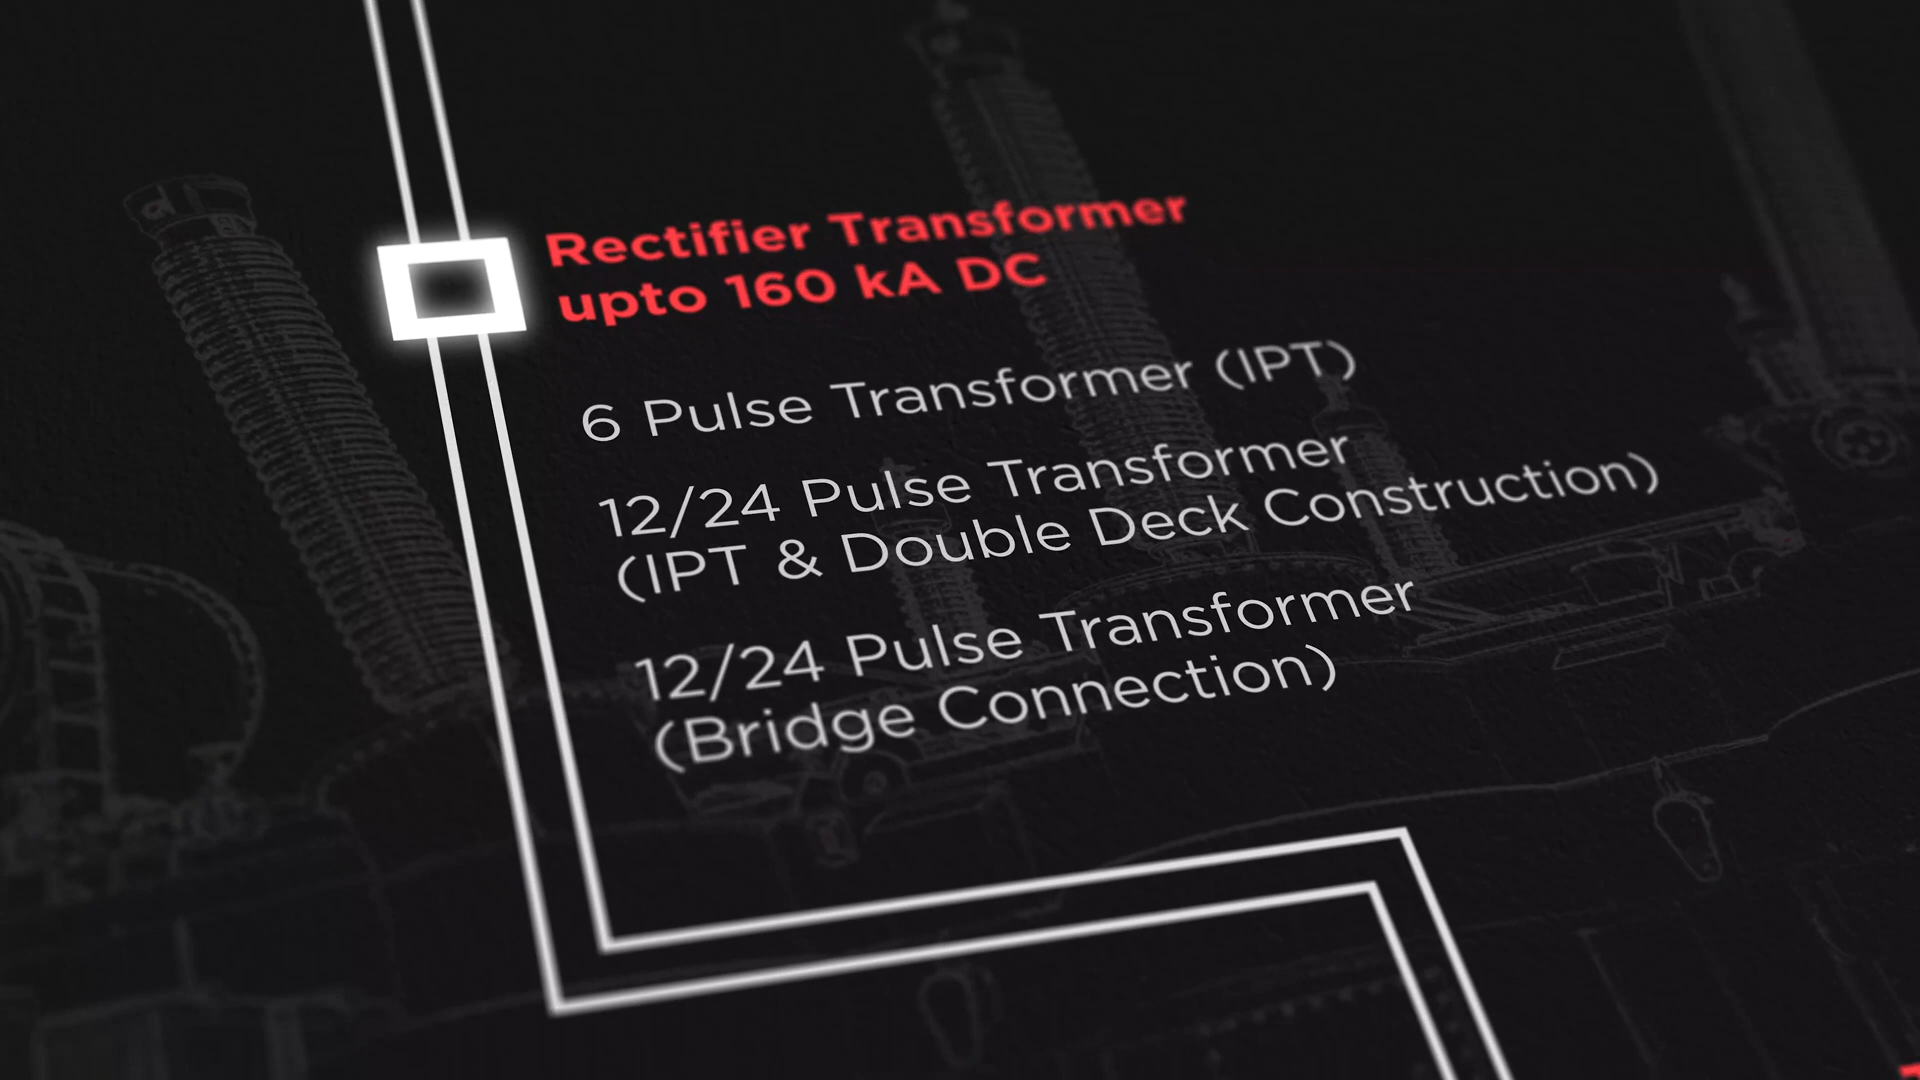 Rectifier Transformer
upto 160 kA DC
6 Pulse Transformer (IPT)
12/24 Pulse Transformer
(IPT & Double Deck Construction)
12/24 Pulse Transformer
(Bridge Connection)